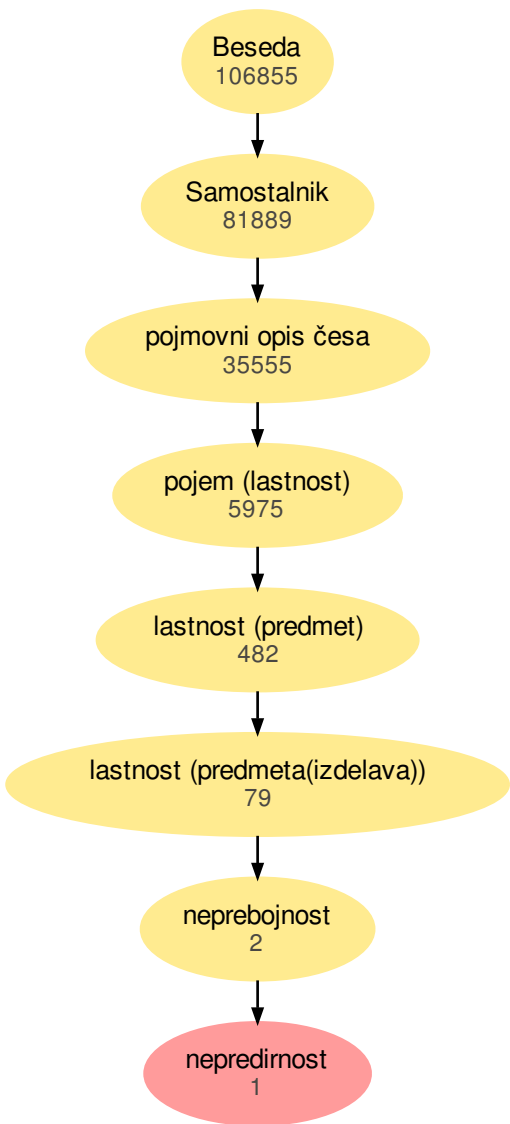 Beseda
106855
Samostalnik
81889
pojmovni opis česa
35555
pojem (lastnost)
5975
lastnost (predmet)
482
lastnost (predmeta(izdelava))
79
neprebojnost
2
nepredirnost
1